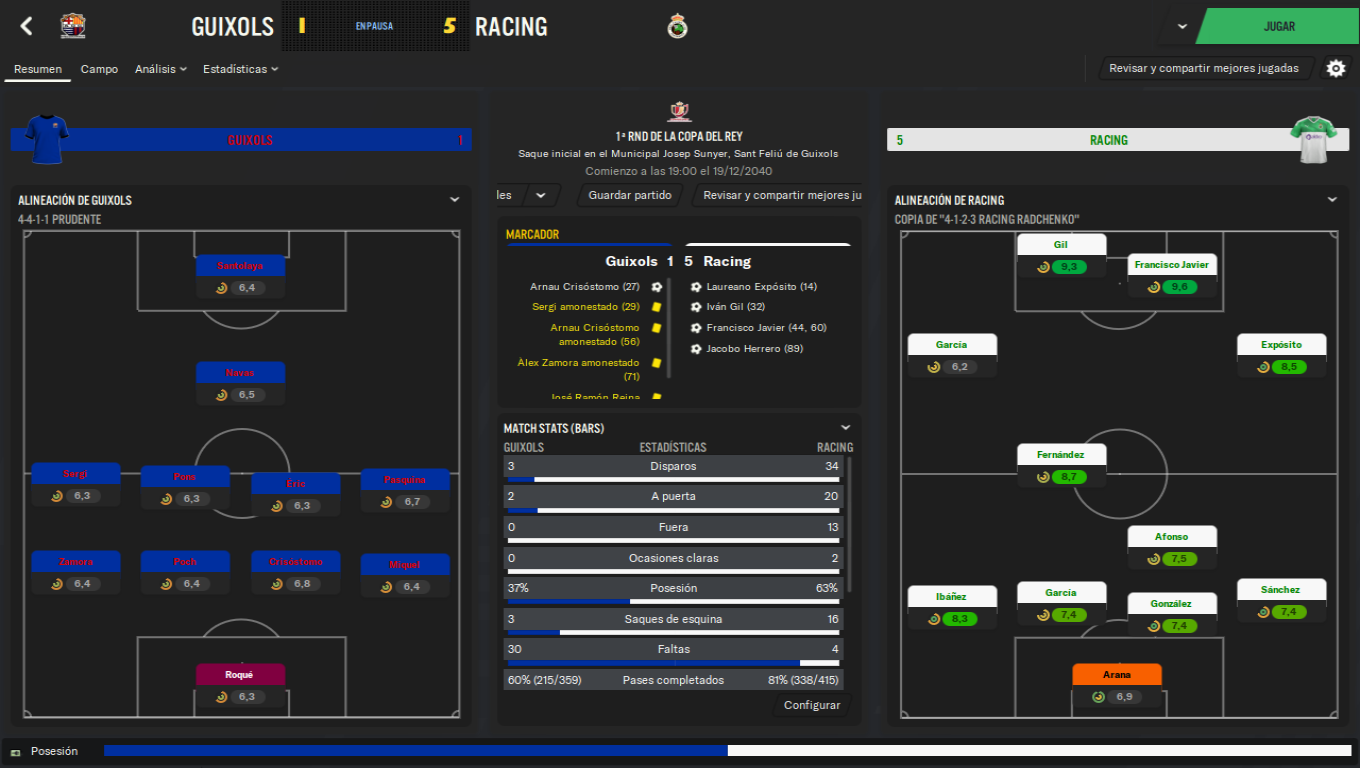 GUIXOLS 1 EN PAUSA 5 RACING
JUGAR
Resumen Campo Análisis Estadísticas
Revisar y compartir mejores jugadas
GUIXOLS 1
ALINEACIÓN DE GUIXOLS
4-4-1-1 PRUDENTE
Santolaya
6,4
Navas
6,5
Sergi Pons Èric Pasquina
6,3 6,3 6,3 6,7
Zamora Poch Crisóstomo Miquel
6,4 6,4 6,8 6,4
Roqué
6,3
1ª RND DE LA COPA DEL REY
Saque inicial en el Municipal Josep Sunyer, Sant Feliú de Guixols
Comienzo a las 19:00 el 19/12/2040
les Guardar partido Revisar y compartir mejores ju
MARCADOR
Guixols 1 5 Racing
Arnau Crisóstomo (27)
Sergi amonestado (29)
Arnau Crisóstomo
amonestado (56)
Àlex Zamora amonestado
(71)
José Ramón Reina
Laureano Expósito (14)
Iván Gil (32)
Francisco Javier (44, 60)
Jacobo Herrero (89)
MATCH STATS (BARS)
GUIXOLS ESTADÍSTICAS RACING
3 Disparos 34
2 A puerta 20
0 Fuera 13
0 Ocasiones claras 2
37% Posesión 63%
3 Saques de esquina 16
30 Faltas 4
60% (215/359) Pases completados 81% (338/415)
Configurar
5 RACING
ALINEACIÓN DE RACING
COPIA DE "4-1-2-3 RACING RADCHENKO"
Gil
9,3
Francisco Javier
9,6
García Expósito
6,2 8,5
Fernández
8,7
Afonso
7,5
Ibáñez García González Sánchez
8,3 7,4 7,4 7,4
Arana
6,9
Posesión